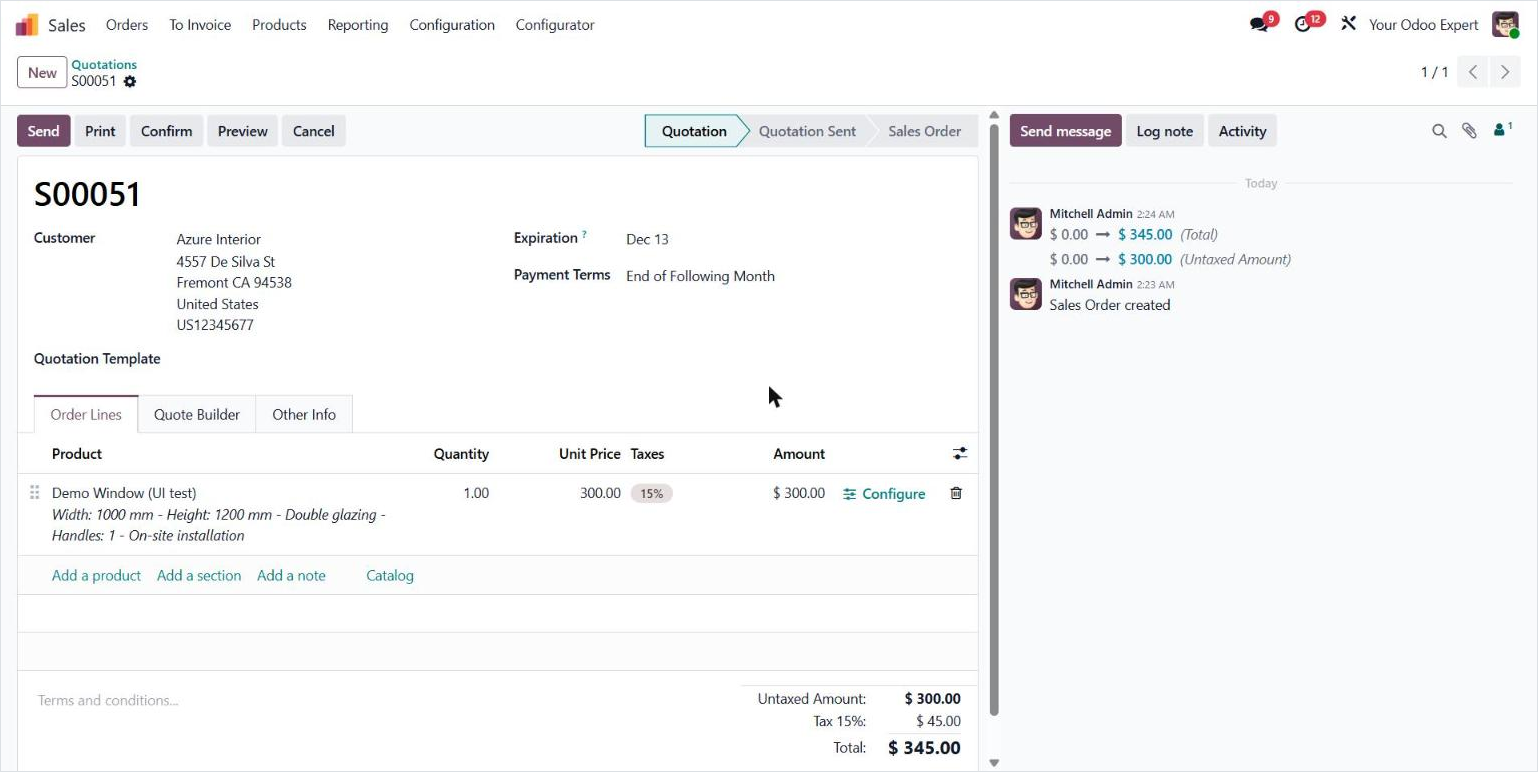 Sales Orders To Invoice Products Reporting Configuration Configurator 9 12 Your Odoo Expert
New Quotations
S00051
1 / 1
Send Print Confirm Preview Cancel Quotation Quotation Sent Sales Order
Send message Log note Activity 1
S00051
Customer Azure Interior
4557 De Silva St
Fremont CA 94538
United States
US12345677
Expiration ? Dec 13
Payment Terms End of Following Month
Quotation Template
Order Lines Quote Builder Other Info
Product Quantity Unit Price Taxes Amount
Demo Window (UI test) 1.00 300.00 15% $ 300.00 Configure
Width: 1000 mm - Height: 1200 mm - Double glazing -
Handles: 1 - On-site installation
Add a product Add a section Add a note Catalog
Terms and conditions...
Untaxed Amount: $ 300.00
Tax 15%: $ 45.00
Total: $ 345.00
Today
Mitchell Admin 2:24 AM
$ 0.00 → $ 345.00 (Total)
$ 0.00 → $ 300.00 (Untaxed Amount)
Mitchell Admin 2:23 AM
Sales Order created